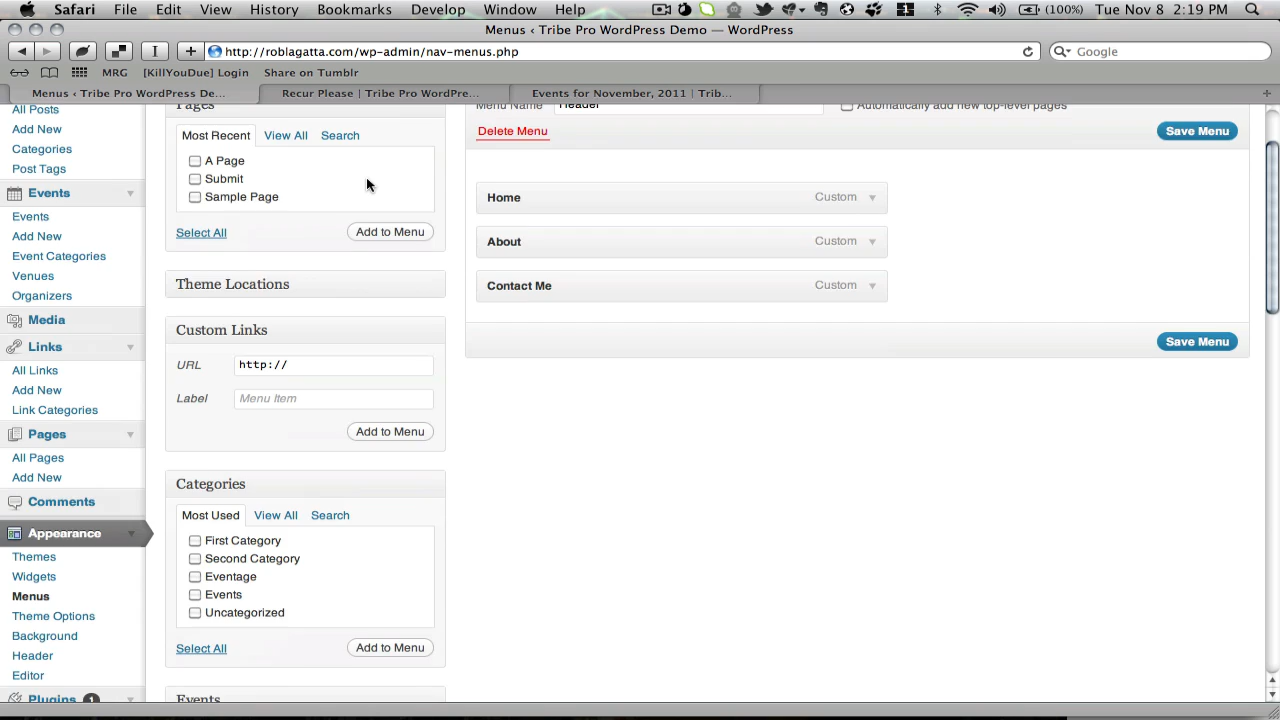 Safari File Edit View History Bookmarks Develop Window Help (100%) Tue Nov 8 2:19 PM
Menus ‹ Tribe Pro WordPress Demo — WordPress
http://roblagatta.com/wp-admin/nav-menus.php
Google
MRG [KillYouDue] Login Share on Tumblr
Menus ‹ Tribe Pro WordPress De...
Recur Please | Tribe Pro WordPre...
Events for November, 2011 | Trib...
All Posts
Add New
Categories
Post Tags
Events
Events
Add New
Event Categories
Venues
Organizers
Media
Links
All Links
Add New
Link Categories
Pages
All Pages
Add New
Comments
Appearance
Themes
Widgets
Menus
Theme Options
Background
Header
Editor
Plugins 1
Pages
Most Recent View All Search
A Page
Submit
Sample Page
Select All
Add to Menu
Theme Locations
Custom Links
URL http://
Label Menu Item
Add to Menu
Categories
Most Used View All Search
First Category
Second Category
Eventage
Events
Uncategorized
Select All
Add to Menu
Events
Menu Name Header
Automatically add new top-level pages
Delete Menu
Save Menu
Home Custom
About Custom
Contact Me Custom
Save Menu